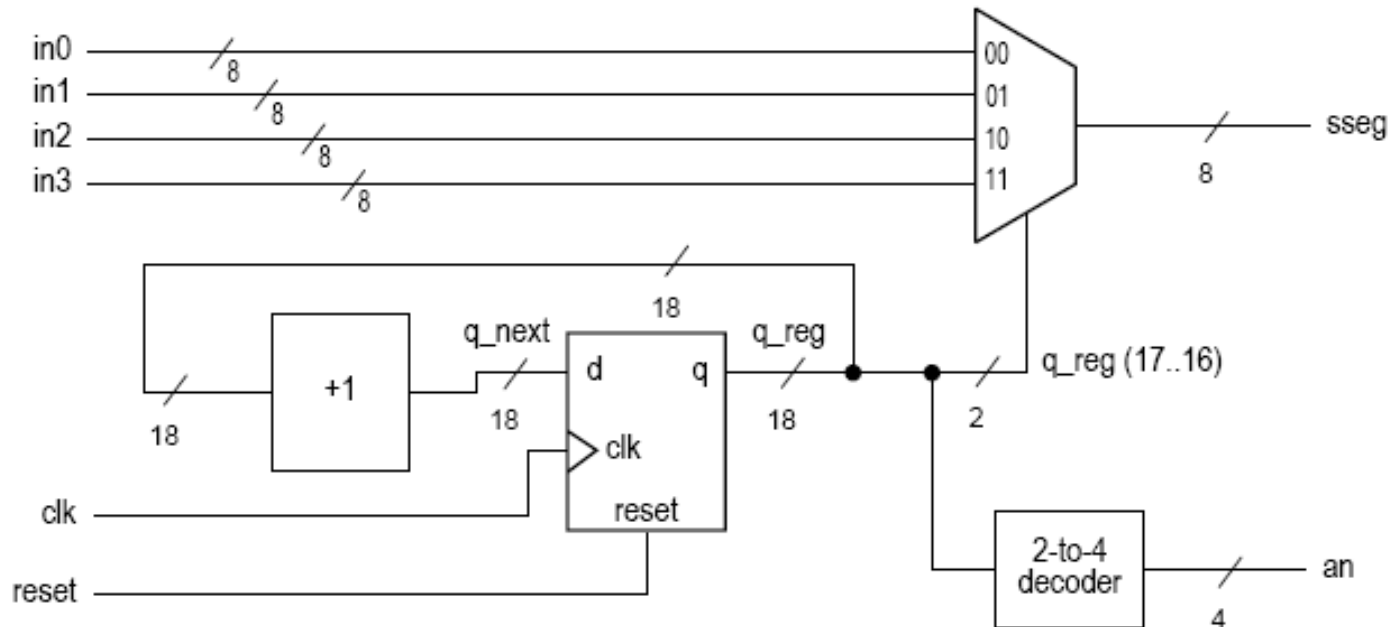 in0
8
00
in1
8
01
sseg
in2
8
10
8
in3
8
11
18
q_next
q_reg
q_reg (17..16)
+1
d
q
18
18
18
2
clk
clk
reset
2-to-4
decoder
an
reset
4